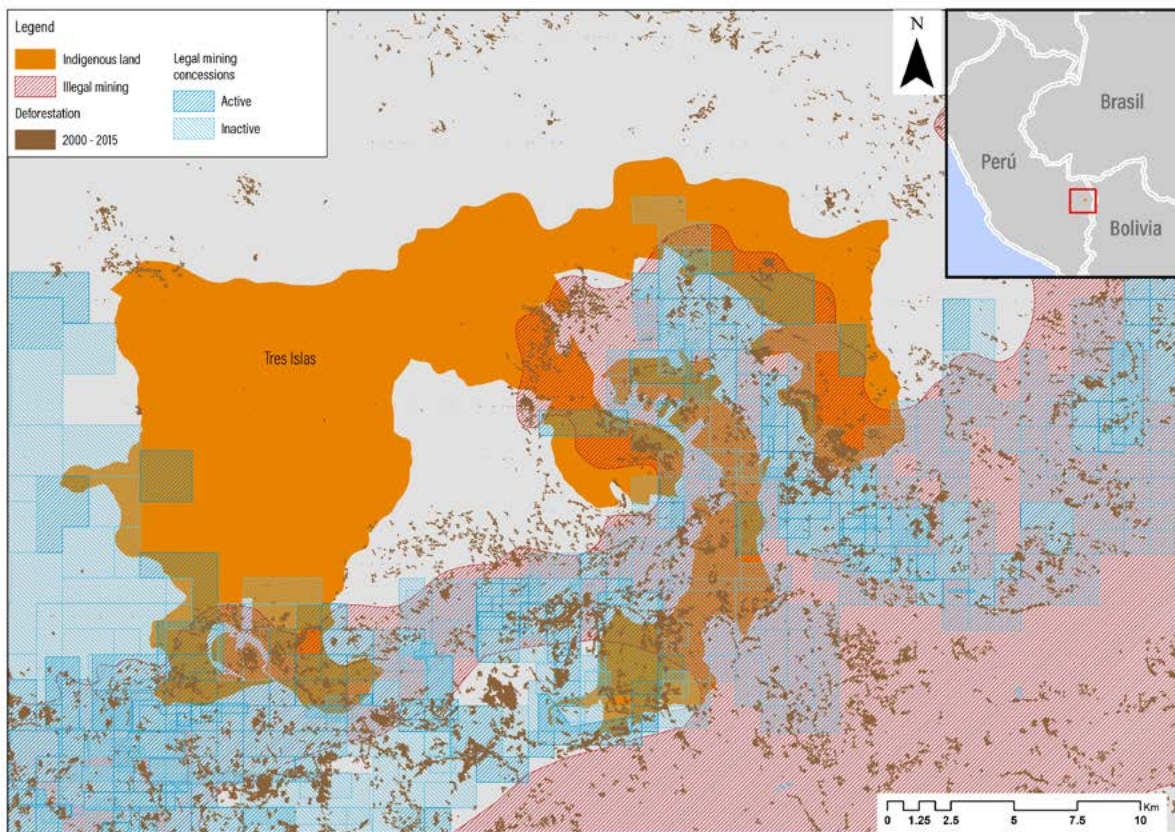 Legend
Indigenous land
Illegal mining
Deforestation
2000 - 2015
Legal mining
concessions
Active
Inactive
N
Brasil
Perú
Bolivia
Tres Islas
Km
0 1.25 2.5 5 7.5 10